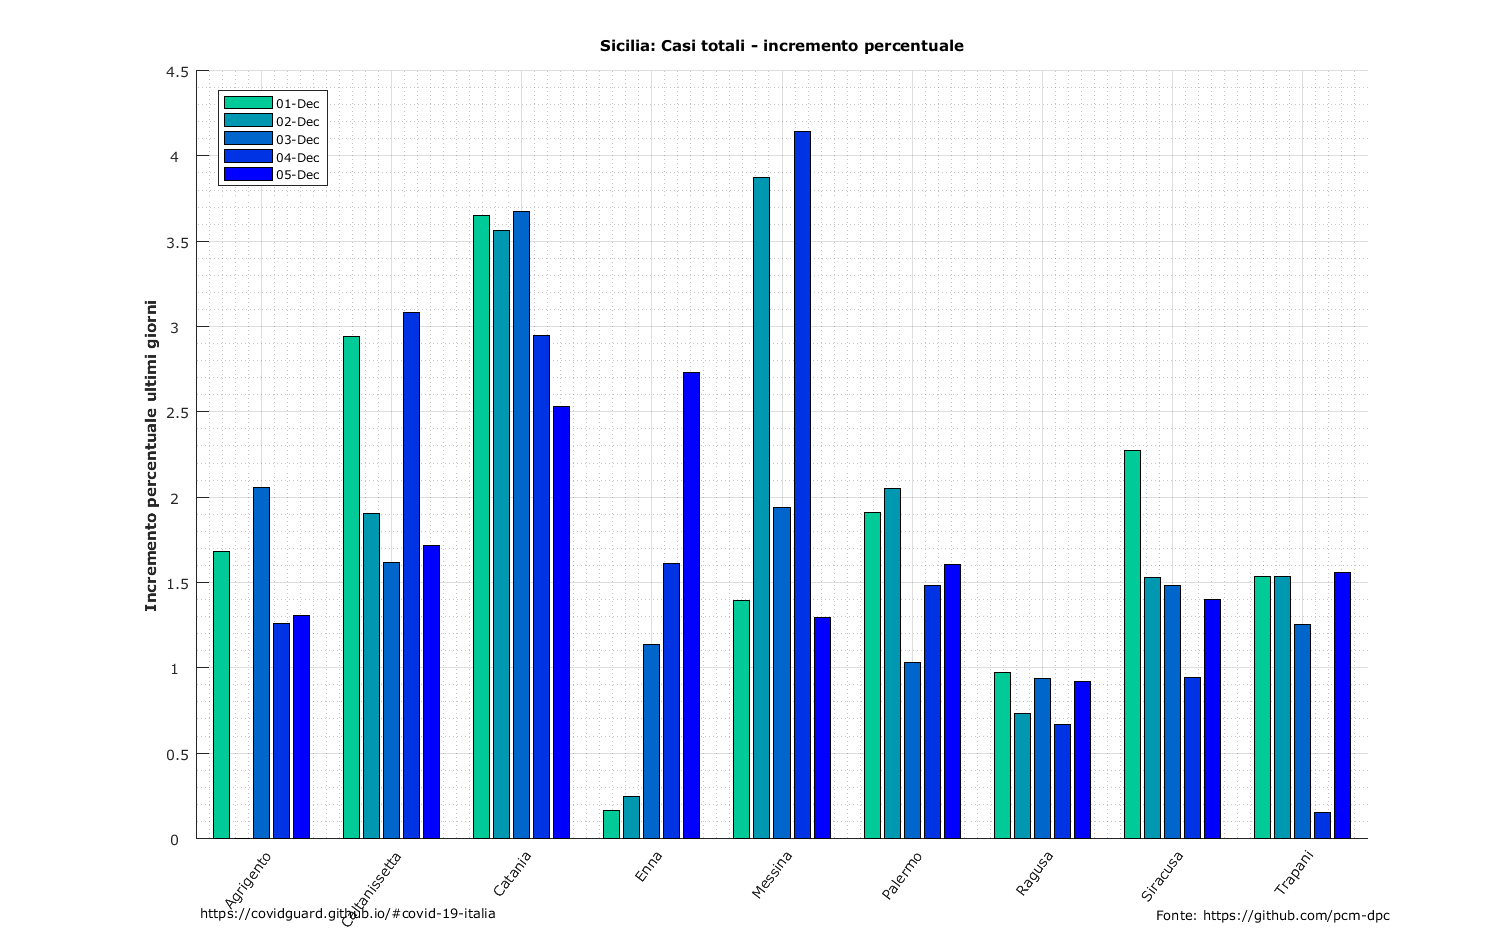 Sicilia: Casi totali - incremento percentuale
Incremento percentuale ultimi giorni
4.5
4
3.5
3
2.5
2
1.5
1
0.5
0
01-Dec
02-Dec
03-Dec
04-Dec
05-Dec
Agrigento
Caltanissetta
Catania
Enna
Messina
Palermo
Ragusa
Siracusa
Trapani
https://covidguard.github.io/#covid-19-italia
Fonte: https://github.com/pcm-dpc